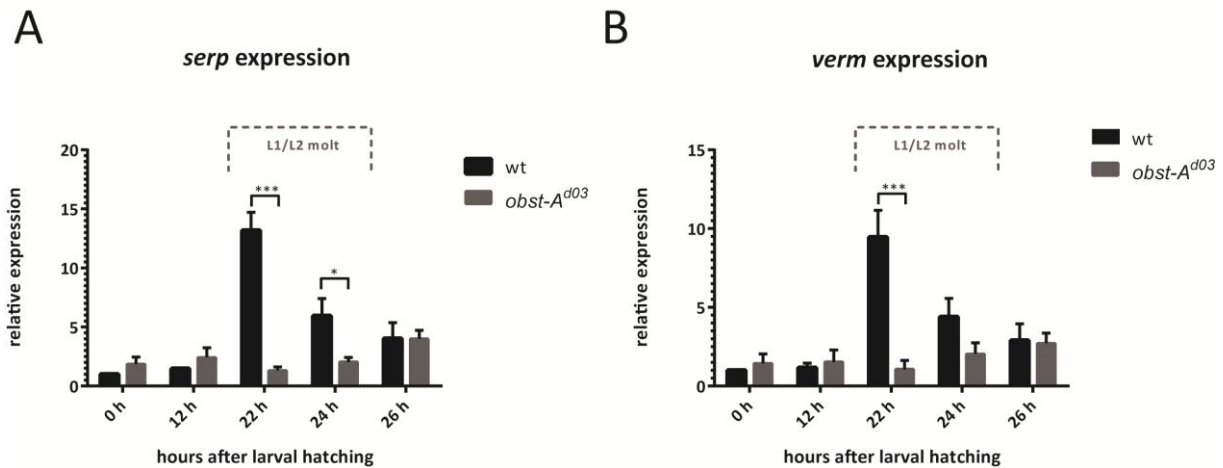 A
serp expression
L1/L2 molt
wt
obst-A^d03
20
15
10
5
0
relative expression
***
*
0 h
12 h
22 h
24 h
26 h
hours after larval hatching
B
verm expression
L1/L2 molt
wt
obst-A^d03
15
10
5
0
relative expression
***
0 h
12 h
22 h
24 h
26 h
hours after larval hatching